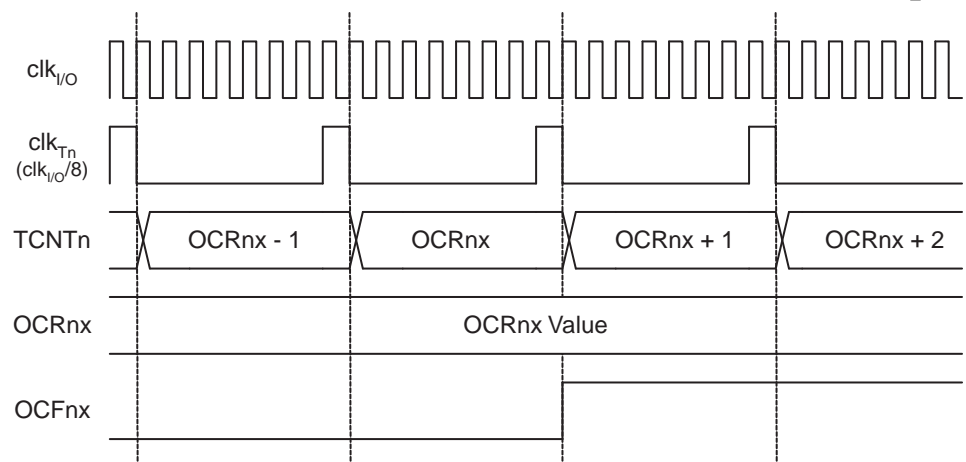 clkI/O
clkTn
(clkI/O/8)
TCNTn
OCRnx - 1
OCRnx
OCRnx + 1
OCRnx + 2
OCRnx
OCRnx Value
OCFnx